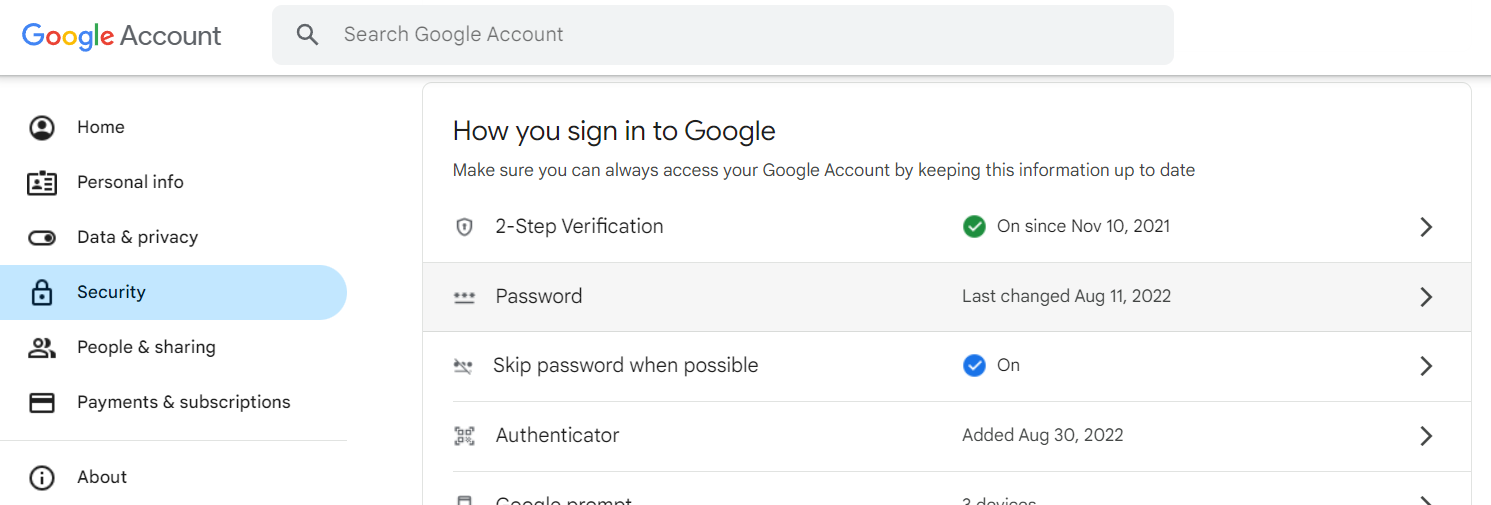 Google Account
Search Google Account
Home
Personal info
Data & privacy
Security
People & sharing
Payments & subscriptions
About
How you sign in to Google
Make sure you can always access your Google Account by keeping this information up to date
2-Step Verification On since Nov 10, 2021
Password Last changed Aug 11, 2022
Skip password when possible On
Authenticator Added Aug 30, 2022
Google prompt 3 devices